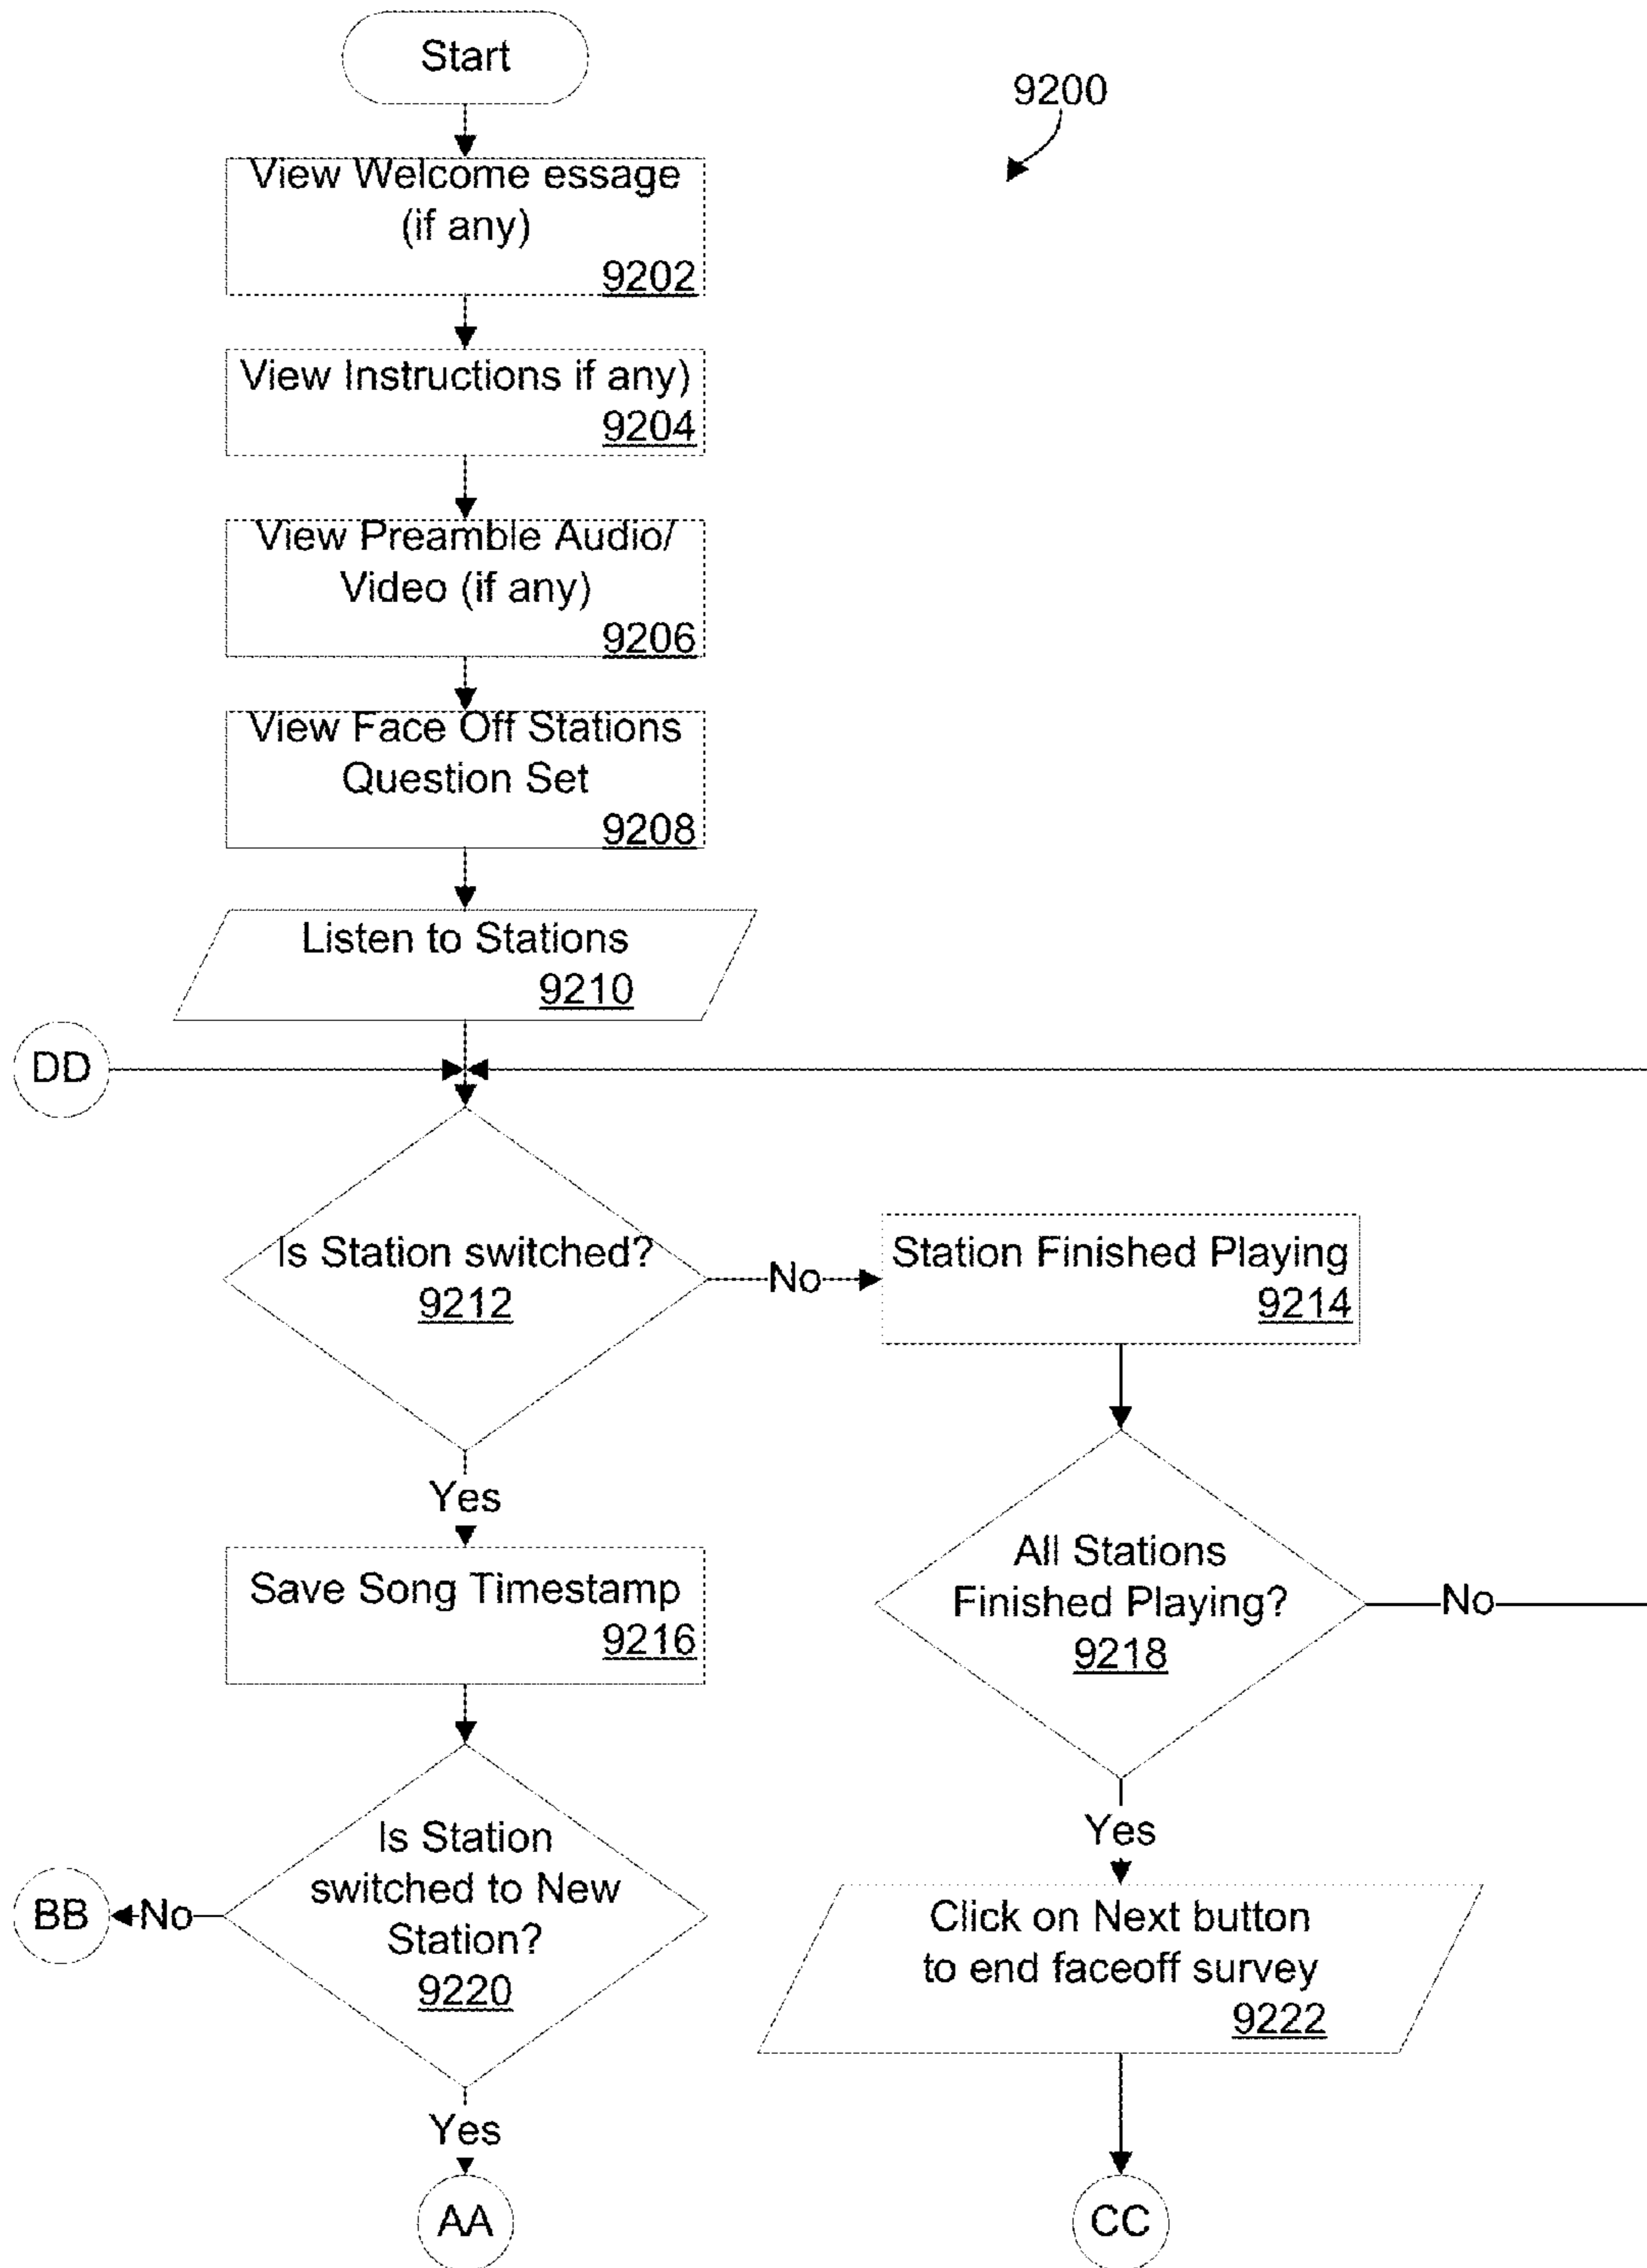 Start
9200
View Welcome essage
(if any)
9202
View Instructions if any)
9204
View Preamble Audio/
Video (if any)
9206
View Face Off Stations
Question Set
9208
Listen to Stations
9210
DD
Is Station switched?
9212
No
Station Finished Playing
9214
Yes
Save Song Timestamp
9216
All Stations
Finished Playing?
9218
No
Is Station
switched to New
Station?
9220
No
BB
Yes
Click on Next button
to end faceoff survey
9222
Yes
AA
CC